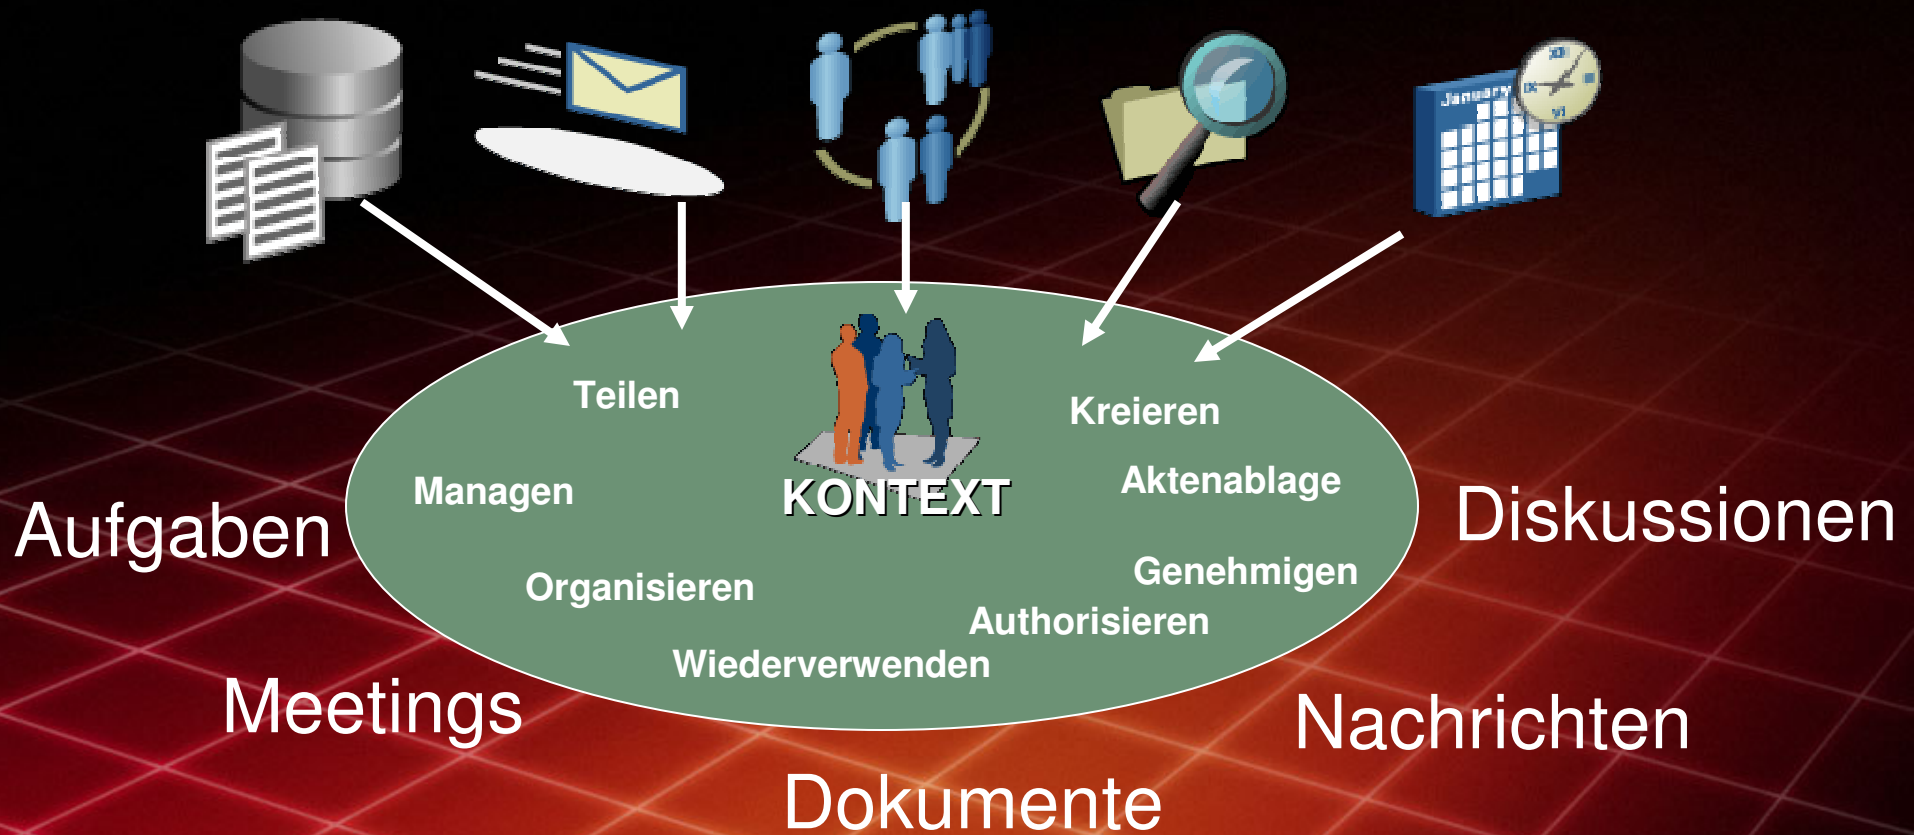 January
Teilen
Kreieren
Aktenablage
Managen
KONTEXT
Aufgaben
Diskussionen
Genehmigen
Organisieren
Authorisieren
Wiederverwenden
Meetings
Nachrichten
Dokumente